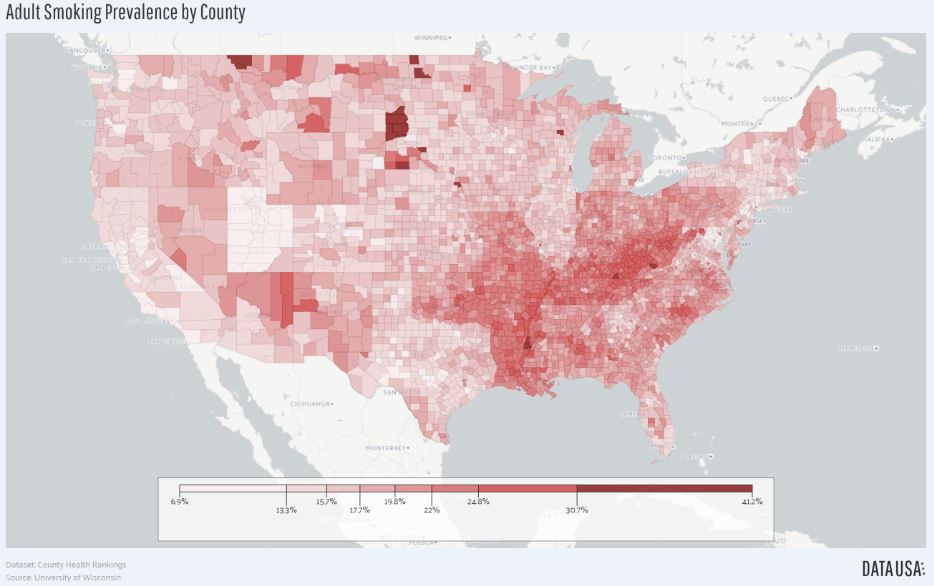 Adult Smoking Prevalence by County
WINNIPEG
VANCOUVER
VICTORIA
THUNDER BAY
QUEBEC
CHARLOTTETOWN
MONTREAL
HALIFAX
TORONTO
BUFFALO
NEW YORK
SAN FRANCISCO
LOS ANGELES
SAN DIEGO
HAMILTON
SAN
CHIHUAHUA
TAMPA
MONTERREY
6.9% 15.7% 19.8% 24.8% 41.2%
13.3% 17.7% 22% 30.7%
PUEBLA
Dataset: County Health Rankings
Source: University of Wisconsin
DATA USA: